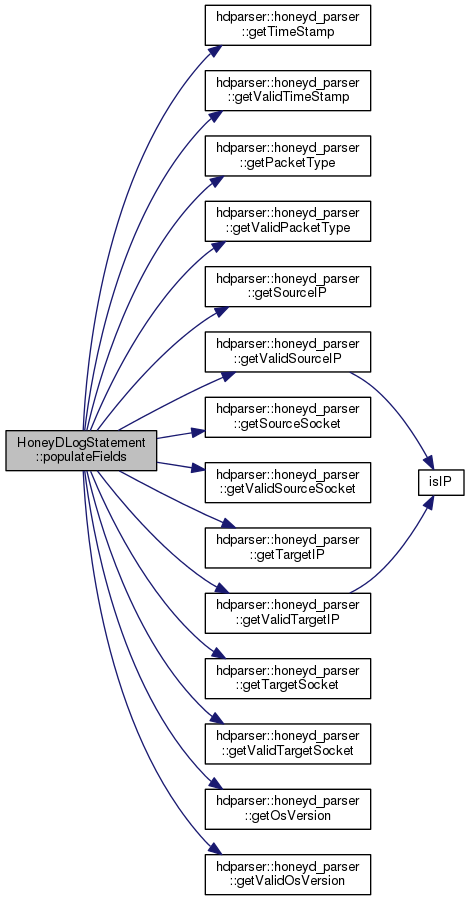 hdparser::honeyd_parser
::getTimeStamp
hdparser::honeyd_parser
::getValidTimeStamp
hdparser::honeyd_parser
::getPacketType
hdparser::honeyd_parser
::getValidPacketType
hdparser::honeyd_parser
::getSourceIP
hdparser::honeyd_parser
::getValidSourceIP
hdparser::honeyd_parser
::getSourceSocket
HoneyDLogStatement
::populateFields
hdparser::honeyd_parser
::getValidSourceSocket
isIP
hdparser::honeyd_parser
::getTargetIP
hdparser::honeyd_parser
::getValidTargetIP
hdparser::honeyd_parser
::getTargetSocket
hdparser::honeyd_parser
::getValidTargetSocket
hdparser::honeyd_parser
::getOsVersion
hdparser::honeyd_parser
::getValidOsVersion